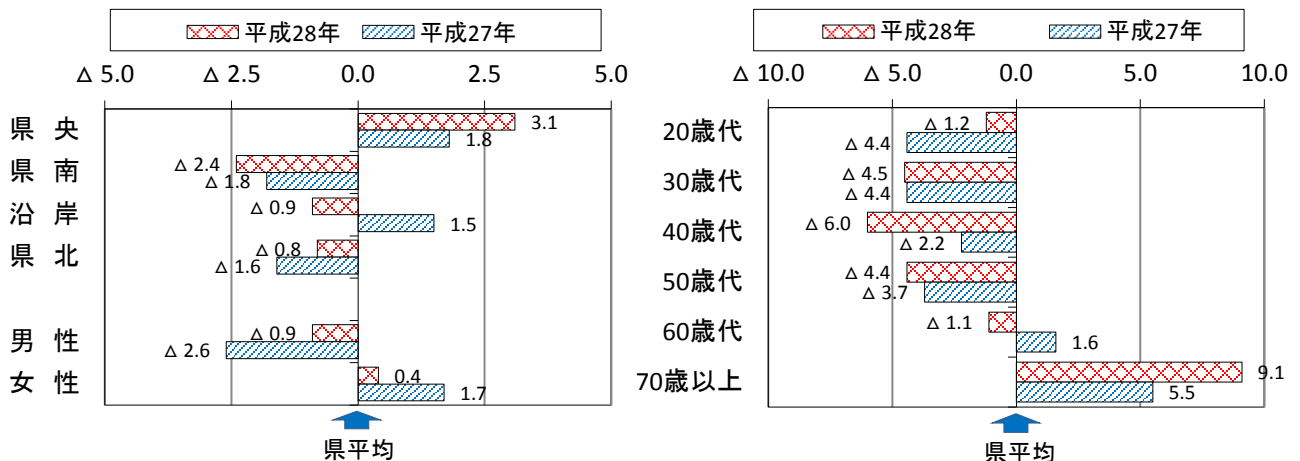 平成28年 平成27年
△ 5.0 △ 2.5 0.0 2.5 5.0
県 央 3.1
1.8
県 南 △ 2.4
△ 1.8
沿 岸 △ 0.9
1.5
県 北 △ 0.8
△ 1.6
男 性 △ 0.9
△ 2.6
女 性 0.4
1.7
県平均
平成28年 平成27年
△ 10.0 △ 5.0 0.0 5.0 10.0
20歳代 △ 1.2
△ 4.4
30歳代 △ 4.5
△ 4.4
40歳代 △ 6.0
△ 2.2
50歳代 △ 4.4
△ 3.7
60歳代 △ 1.1
1.6
70歳以上 9.1
5.5
県平均